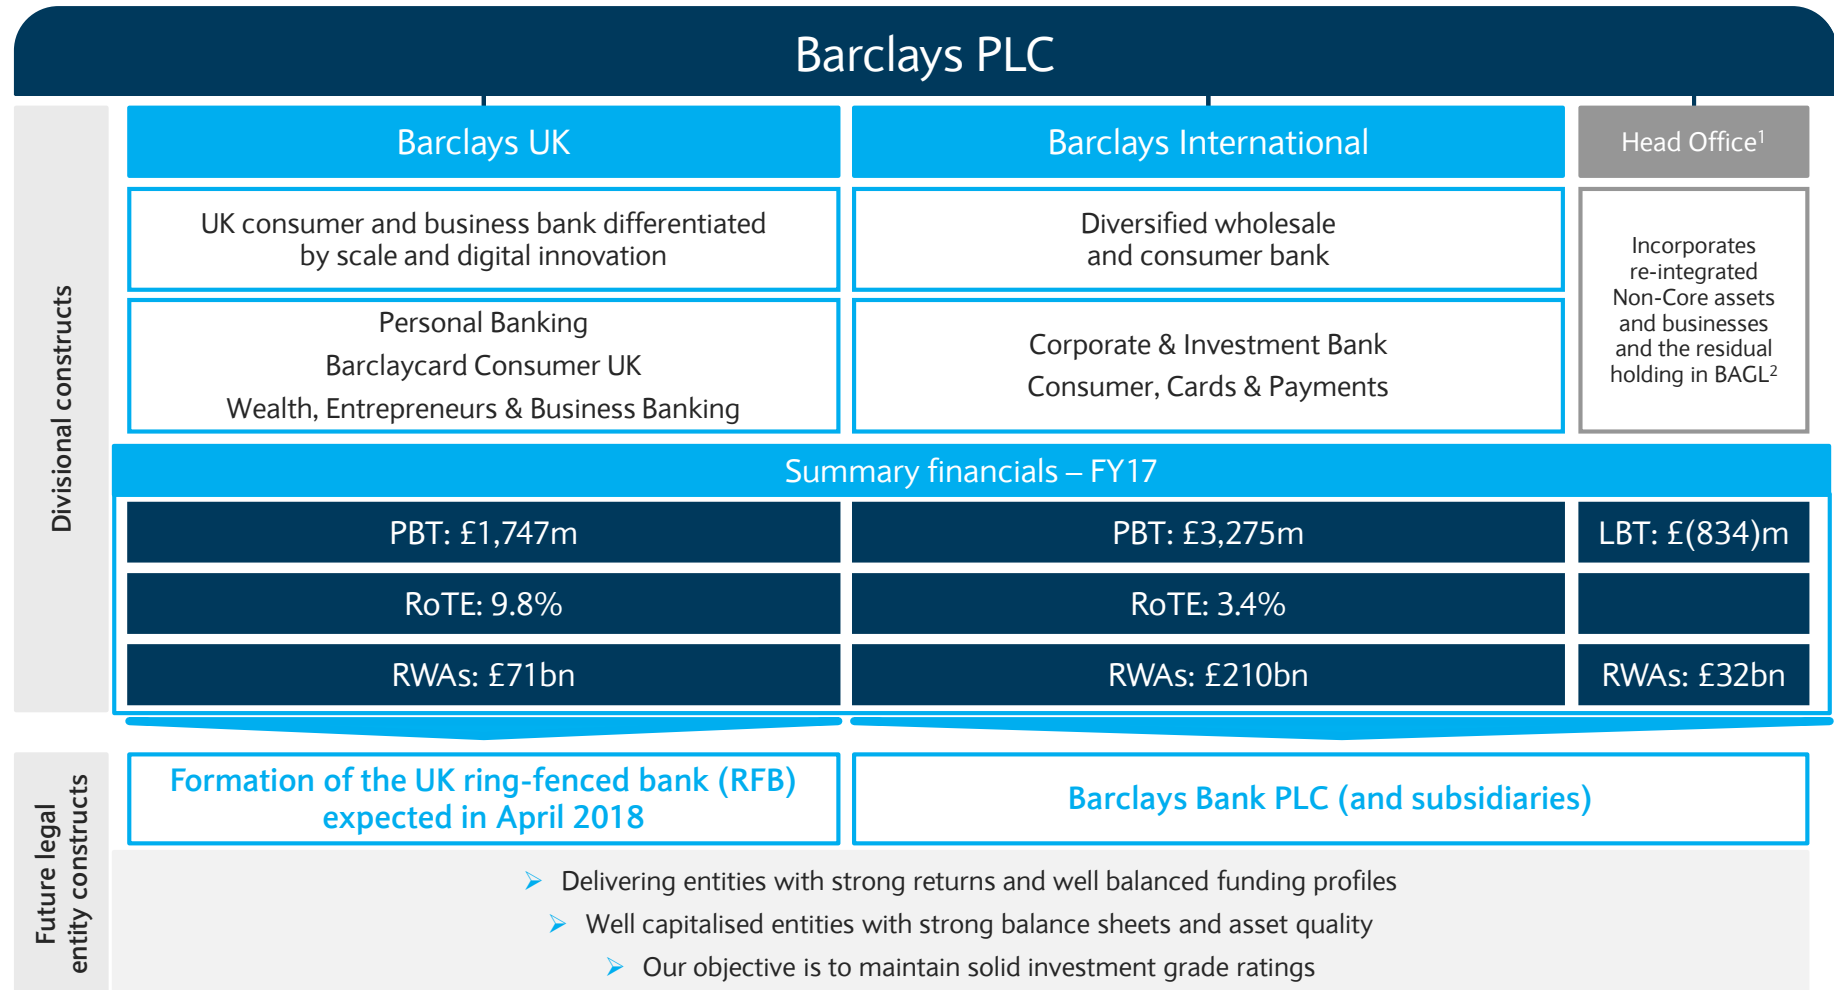 Barclays PLC
Divisional constructs
Barclays UK
Barclays International
Head Office¹
UK consumer and business bank differentiated
by scale and digital innovation
Diversified wholesale
and consumer bank
Incorporates
re-integrated
Non-Core assets
and businesses
and the residual
holding in BAGL²
Personal Banking
Barclaycard Consumer UK
Wealth, Entrepreneurs & Business Banking
Corporate & Investment Bank
Consumer, Cards & Payments
Summary financials – FY17
PBT: £1,747m
PBT: £3,275m
LBT: £(834)m
RoTE: 9.8%
RoTE: 3.4%
RWAs: £71bn
RWAs: £210bn
RWAs: £32bn
Future legal
entity constructs
Formation of the UK ring-fenced bank (RFB)
expected in April 2018
Barclays Bank PLC (and subsidiaries)
➢ Delivering entities with strong returns and well balanced funding profiles
➢ Well capitalised entities with strong balance sheets and asset quality
➢ Our objective is to maintain solid investment grade ratings